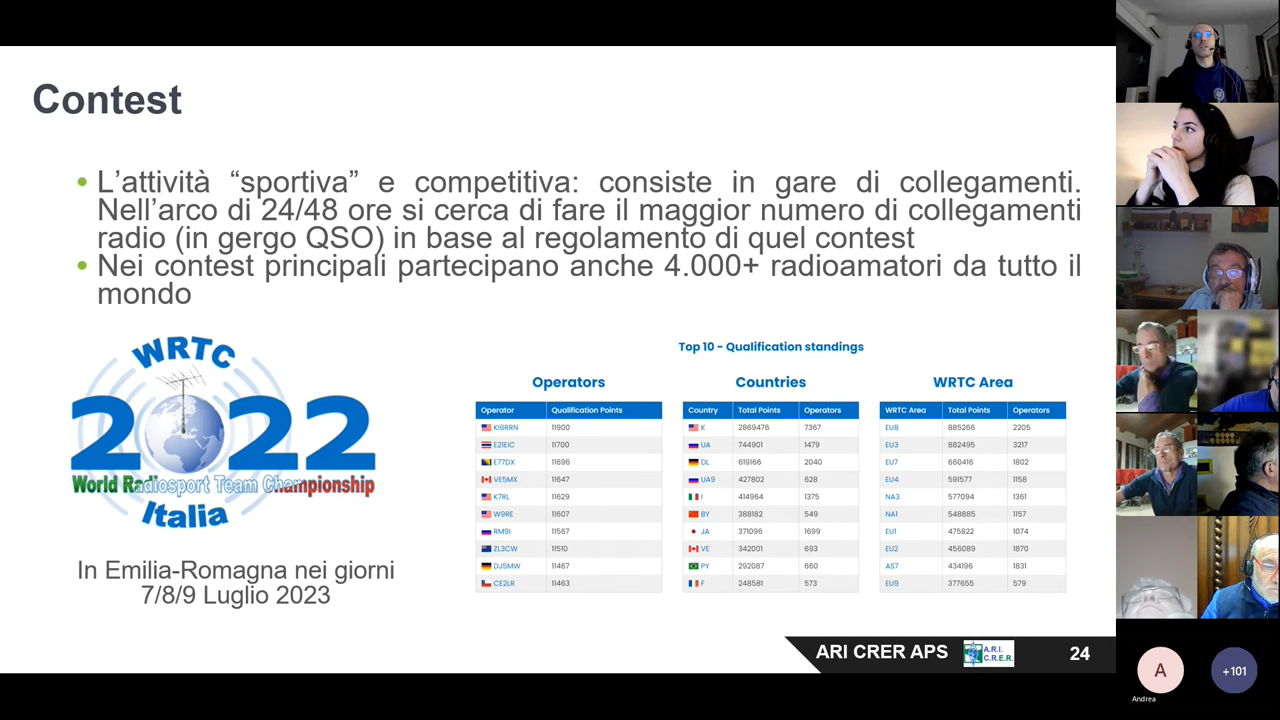 Contest
• L’attività “sportiva” e competitiva: consiste in gare di collegamenti.
Nell’arco di 24/48 ore si cerca di fare il maggior numero di collegamenti
radio (in gergo QSO) in base al regolamento di quel contest
• Nei contest principali partecipano anche 4.000+ radioamatori da tutto il
mondo
WRTC
2022
World Radiosport Team Championship
Italia
In Emilia-Romagna nei giorni
7/8/9 Luglio 2023
Top 10 - Qualification standings
Operators
Operator Qualification Points
KI6RRN 11900
E21EIC 11700
E77DX 11696
VE5MX 11647
K7RL 11629
W9RE 11607
RM9I 11567
ZL3CW 11510
DJ5MW 11467
CE2LR 11463
Countries
Country Total Points Operators
K 2869476 7367
UA 744901 1479
DL 619166 2040
UA9 427802 628
I 414964 1375
BY 388182 549
JA 371096 1699
VE 342001 693
PY 292087 660
F 248581 573
WRTC Area
WRTC Area Total Points Operators
EU8 885266 2205
EU3 882495 3217
EU7 660416 1802
EU4 591577 1158
NA3 577094 1361
NA1 548885 1157
EU1 475822 1074
EU2 456089 1870
AS7 434196 1831
EU9 377655 579
ARI CRER APS
A.R.I.
C.R.E.R.
24
A
Andrea
+101